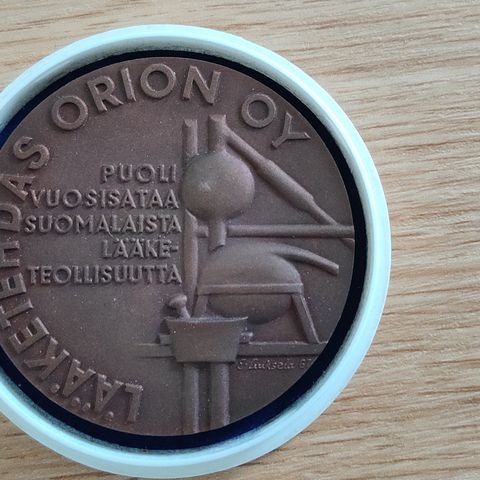 LÄÄKETEHDAS ORION OY
PUOLI
VUOSISATAA
SUOMALAISTA
LÄÄKE-
TEOLLISUUTTA